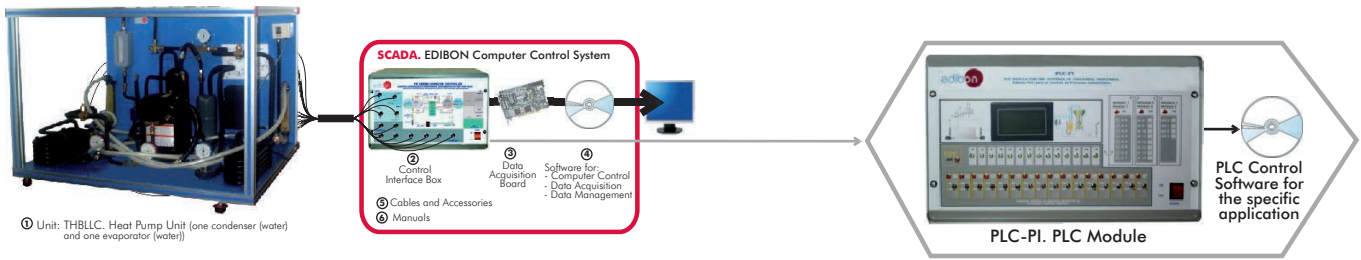 SCADA. EDIBON Computer Control System
② Control
Interface Box
③ Data
Acquisition
Board
④ Software for:
- Computer Control
- Data Acquisition
- Data Management
⑤ Cables and Accessories
⑥ Manuals
① Unit: THBLLC. Heat Pump Unit (one condenser (water)
and one evaporator (water))
edibon
PLC-PI
PLC-PI. PLC Module
PLC Control
Software for
the specific
application